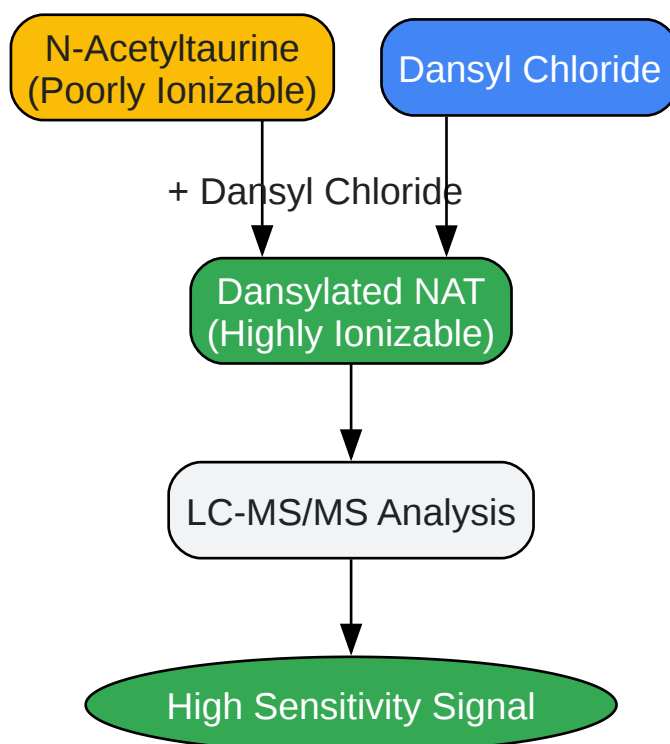 N-Acetyltaurine
(Poorly Ionizable)
Dansyl Chloride
+ Dansyl Chloride
Dansylated NAT
(Highly Ionizable)
LC-MS/MS Analysis
High Sensitivity Signal